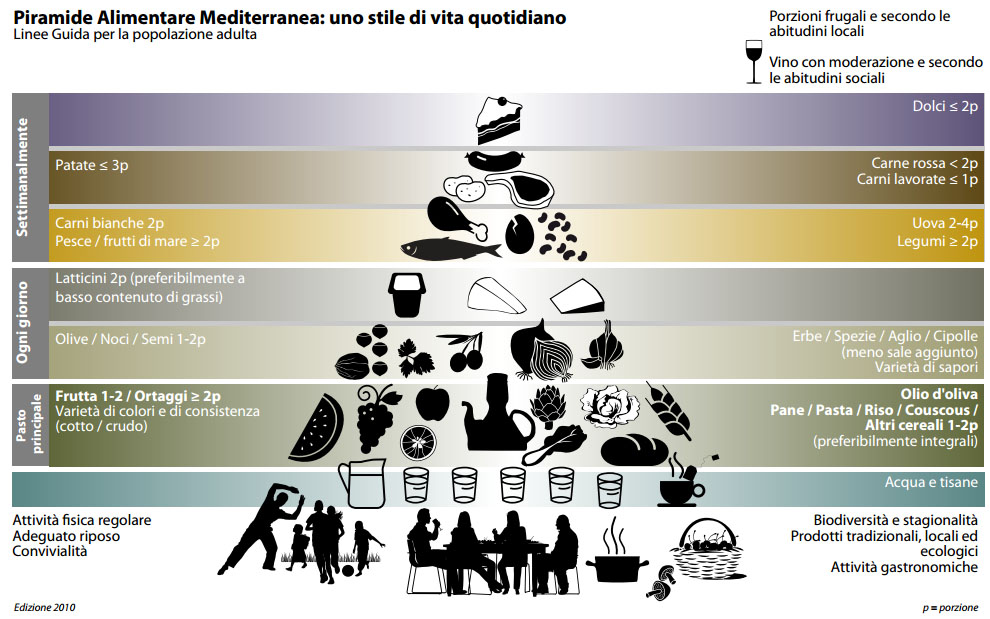 Piramide Alimentare Mediterranea: uno stile di vita quotidiano
Linee Guida per la popolazione adulta
Porzioni frugali e secondo le
abitudini locali
Vino con moderazione e secondo
le abitudini sociali
Settimanalmente
Dolci ≤ 2p
Patate ≤ 3p
Carne rossa < 2p
Carni lavorate ≤ 1p
Carni bianche 2p
Pesce / frutti di mare ≥ 2p
Uova 2-4p
Legumi ≥ 2p
Ogni giorno
Latticini 2p (preferibilmente a
basso contenuto di grassi)
Olive / Noci / Semi 1-2p
Erbe / Spezie / Aglio / Cipolle
(meno sale aggiunto)
Varietà di sapori
Pasto
principale
Frutta 1-2 / Ortaggi ≥ 2p
Varietà di colori e di consistenza
(cotto / crudo)
Olio d'oliva
Pane / Pasta / Riso / Couscous /
Altri cereali 1-2p
(preferibilmente integrali)
Acqua e tisane
Attività fisica regolare
Adeguato riposo
Convivialità
Biodiversità e stagionalità
Prodotti tradizionali, locali ed
ecologici
Attività gastronomiche
Edizione 2010
p = porzione